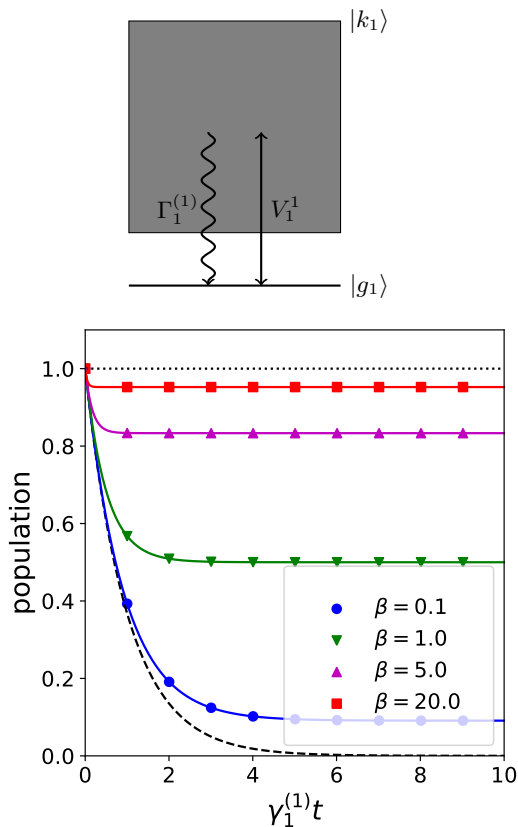 |k₁⟩
Γ₁⁽¹⁾ V₁¹
|g₁⟩
population
1.0
0.8
0.6
0.4
0.2
0.0
β = 0.1
β = 1.0
β = 5.0
β = 20.0
0 2 4 6 8 10
γ₁⁽¹⁾t